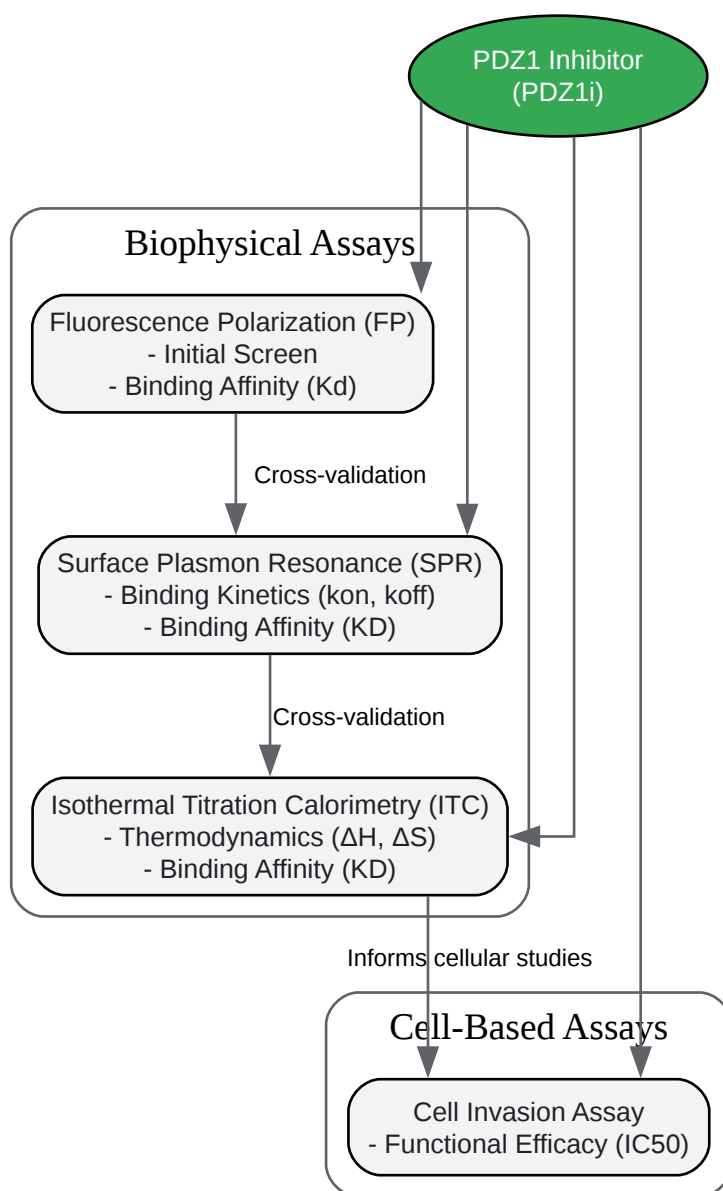 PDZ1 Inhibitor
(PDZ1i)
Biophysical Assays
Fluorescence Polarization (FP)
- Initial Screen
- Binding Affinity (Kd)
Cross-validation
Surface Plasmon Resonance (SPR)
- Binding Kinetics (kon, koff)
- Binding Affinity (KD)
Cross-validation
Isothermal Titration Calorimetry (ITC)
- Thermodynamics (ΔH, ΔS)
- Binding Affinity (KD)
Informs cellular studies
Cell-Based Assays
Cell Invasion Assay
- Functional Efficacy (IC50)